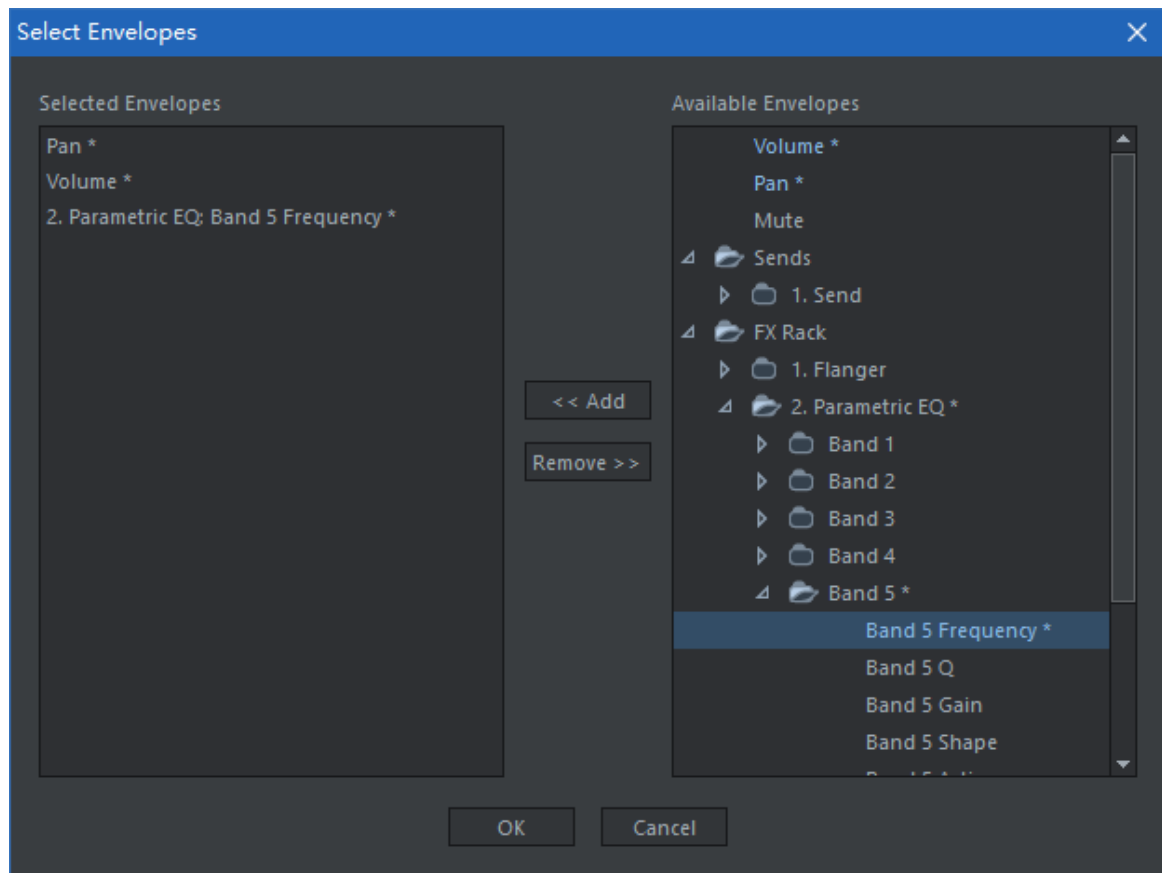 Select Envelopes
Selected Envelopes
Pan *
Volume *
2. Parametric EQ; Band 5 Frequency *
<< Add
Remove >>
Available Envelopes
Volume *
Pan *
Mute
Sends
1. Send
FX Rack
1. Flanger
2. Parametric EQ *
Band 1
Band 2
Band 3
Band 4
Band 5 *
Band 5 Frequency *
Band 5 Q
Band 5 Gain
Band 5 Shape
OK
Cancel